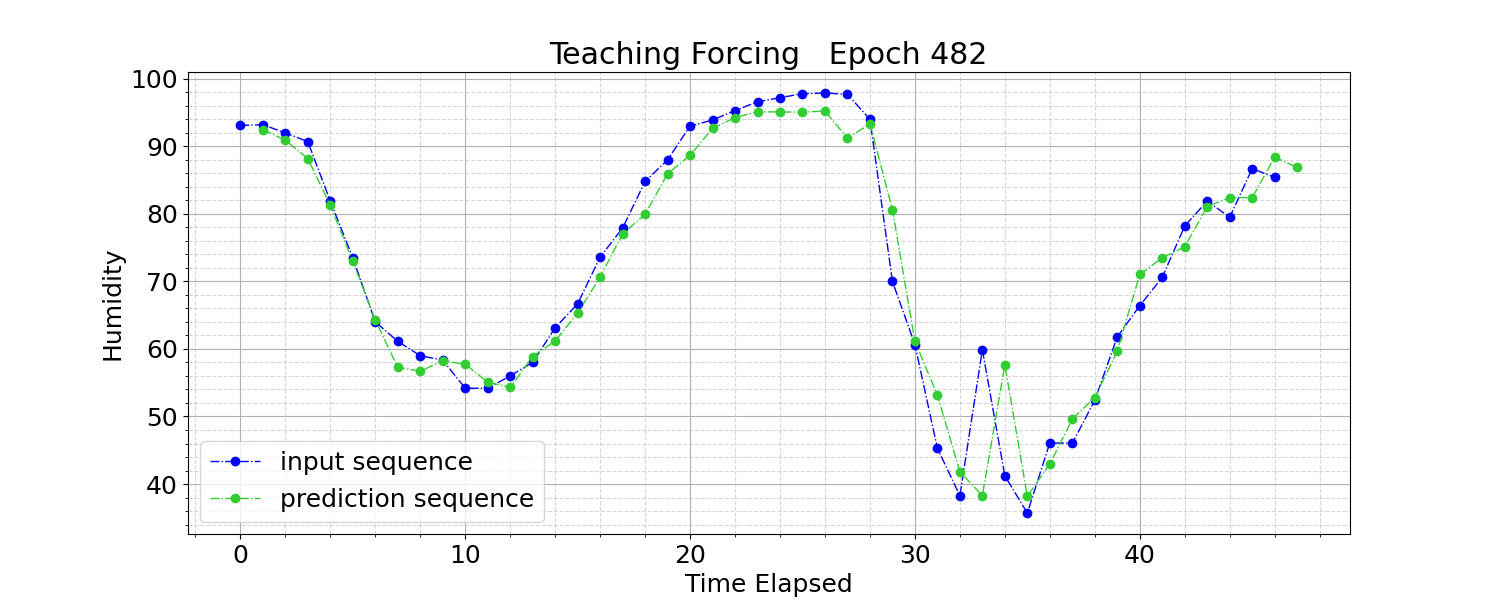 Teaching Forcing   Epoch 482
100
90
80
70
60
50
40
Humidity
input sequence
prediction sequence
0 10 20 30 40
Time Elapsed